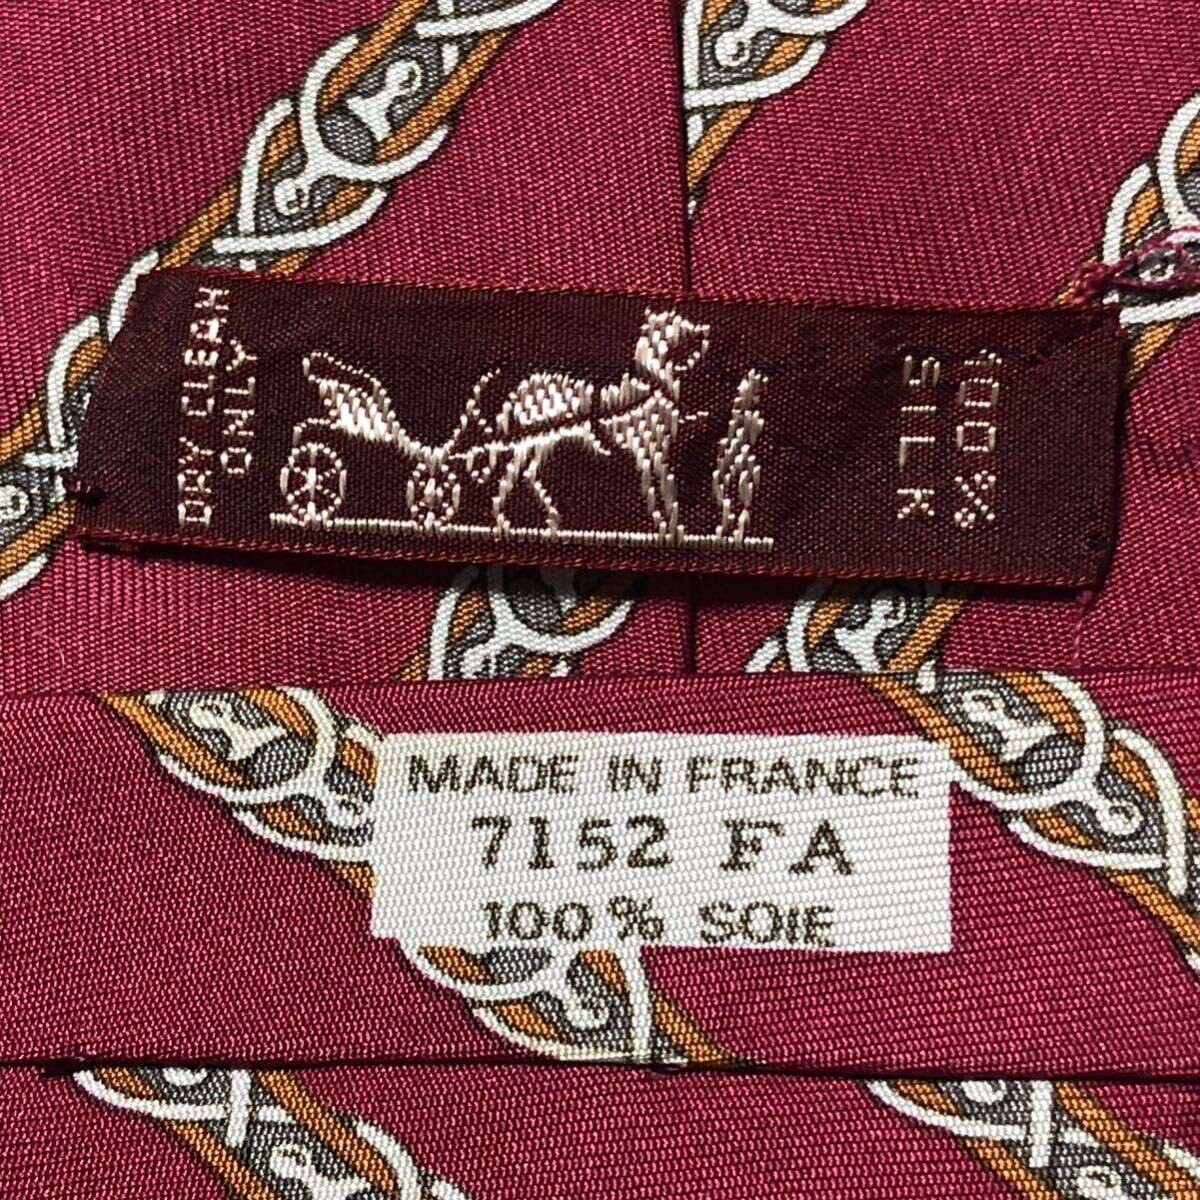 DRY CLEAN
ONLY
100%
SILK
MADE IN FRANCE
7152 FA
100% SOIE